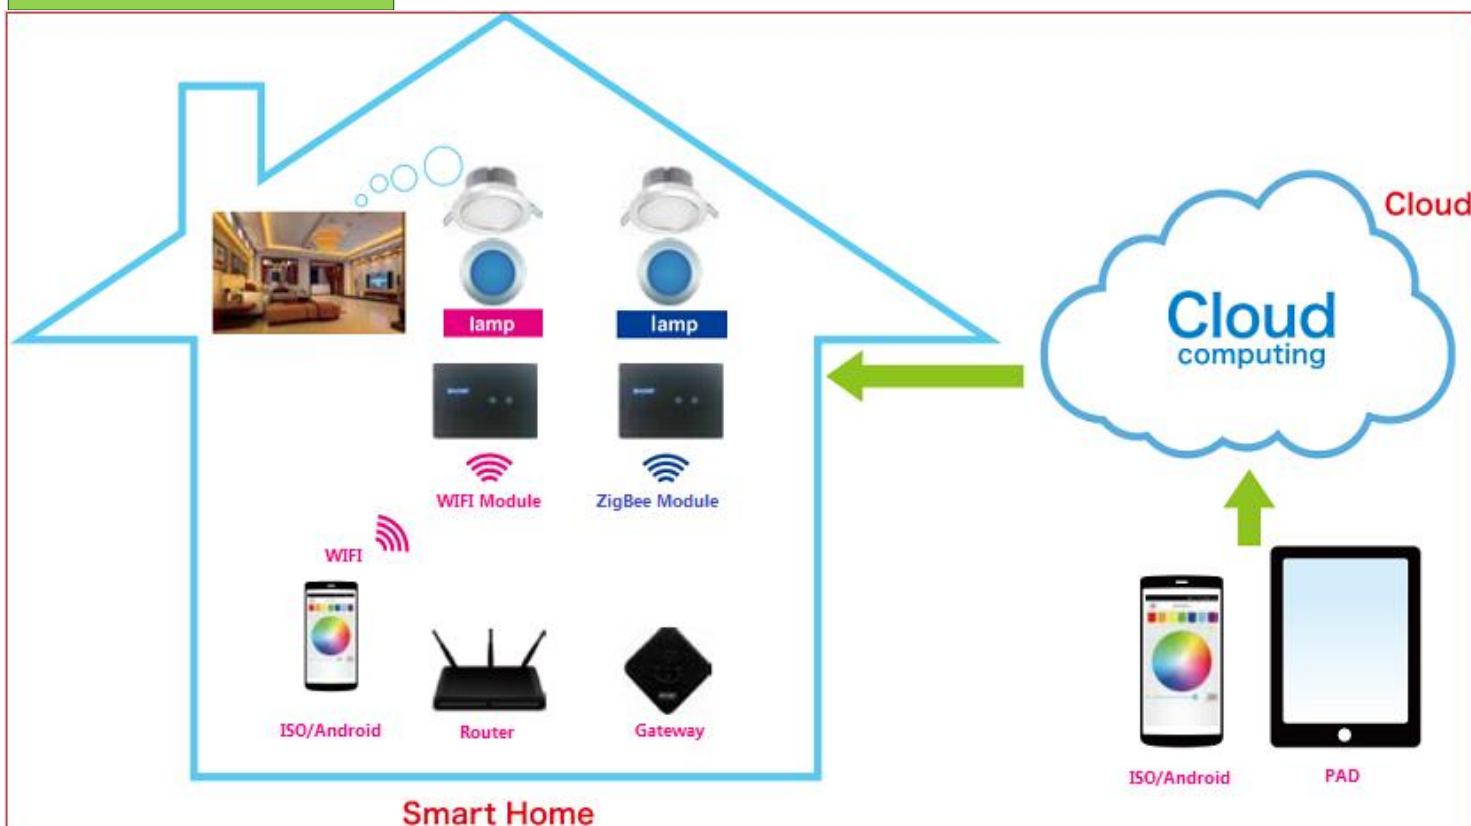 Cloud
Cloud
computing
lamp
lamp
WIFI Module
ZigBee Module
WIFI
ISO/Android
Router
Gateway
ISO/Android
PAD
Smart Home